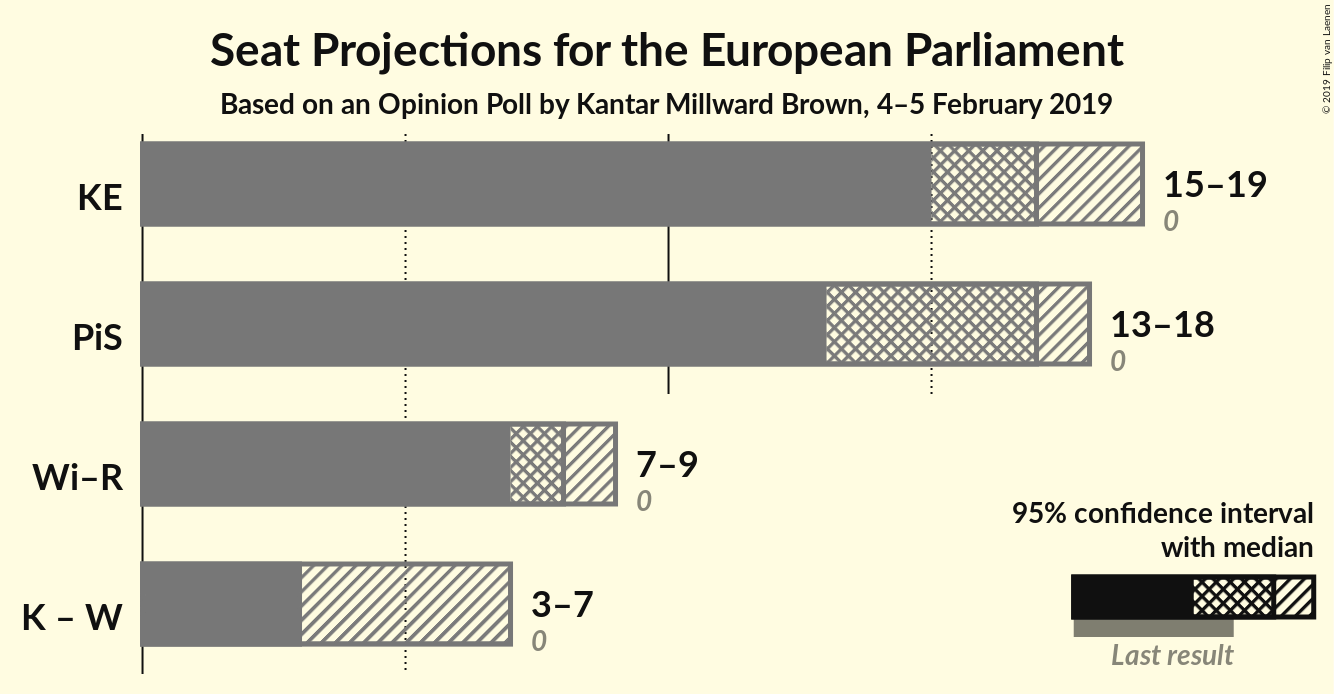 Seat Projections for the European Parliament
Based on an Opinion Poll by Kantar Millward Brown, 4–5 February 2019
© 2019 Filip van Laenen
KE
15–19
0
PiS
13–18
0
Wi–R
7–9
0
K – W
3–7
0
95% confidence interval
with median
Last result